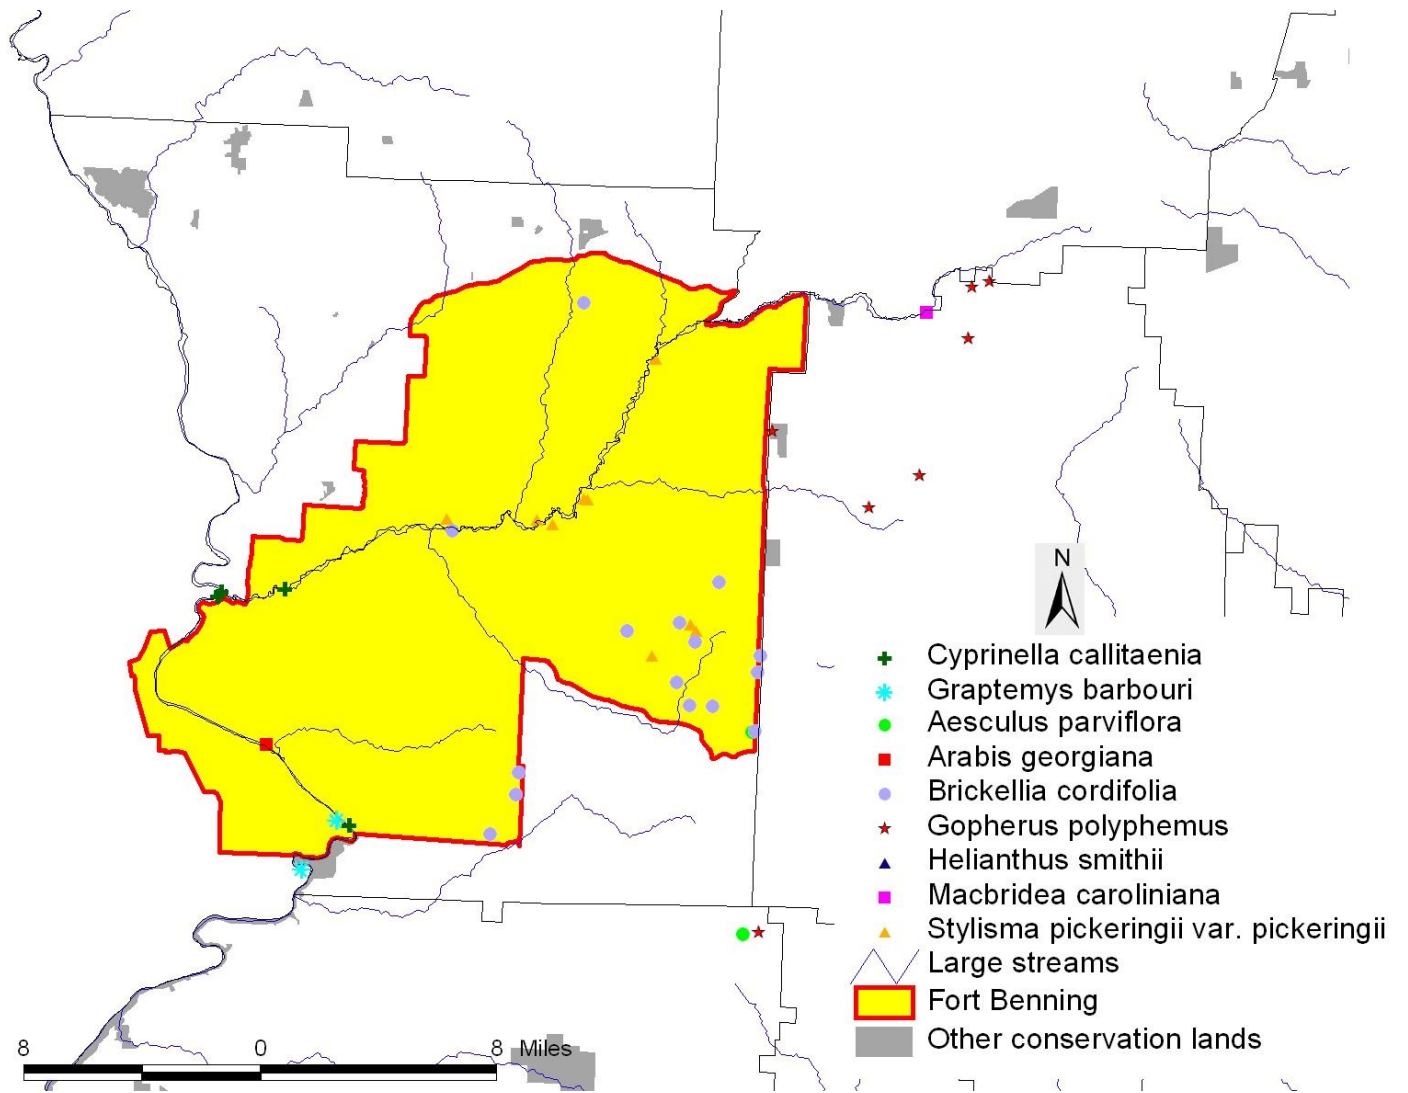 N
Cyprinella callitaenia
Graptemys barbouri
Aesculus parviflora
Arabis georgiana
Brickellia cordifolia
Gopherus polyphemus
Helianthus smithii
Macbridea caroliniana
Stylisma pickeringii var. pickeringii
Large streams
Fort Benning
Other conservation lands
8 0 8 Miles